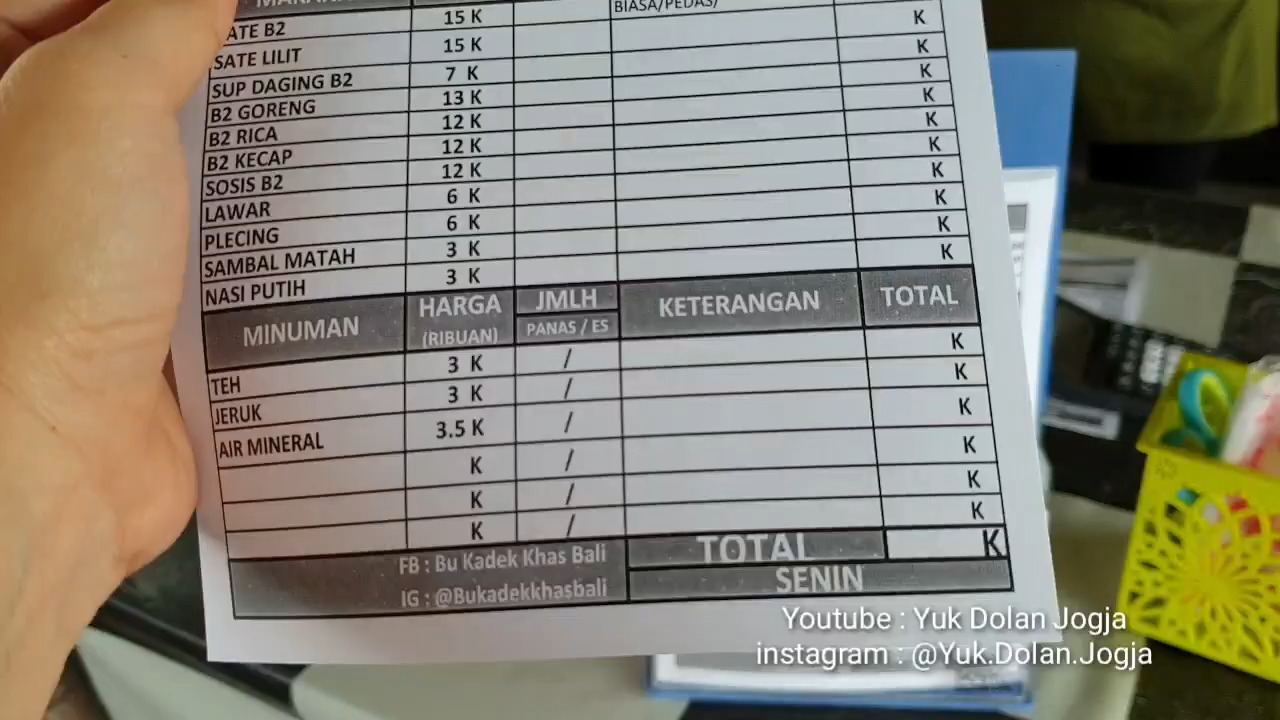 BIASA/PEDAS)
ATE B2 15 K K
SATE LILIT 15 K K
SUP DAGING B2 7 K K
B2 GORENG 13 K K
B2 RICA 12 K K
B2 KECAP 12 K K
SOSIS B2 12 K K
LAWAR 6 K K
PLECING 6 K K
SAMBAL MATAH 3 K K
NASI PUTIH 3 K
MINUMAN HARGA (RIBUAN) JMLH PANAS / ES KETERANGAN TOTAL
TEH 3 K / K
JERUK 3 K / K
AIR MINERAL 3.5 K / K
K / K
K / K
K / K
FB : Bu Kadek Khas Bali TOTAL K
IG : @Bukadekkhasbali SENIN
Youtube : Yuk Dolan Jogja
instagram : @Yuk.Dolan.Jogja